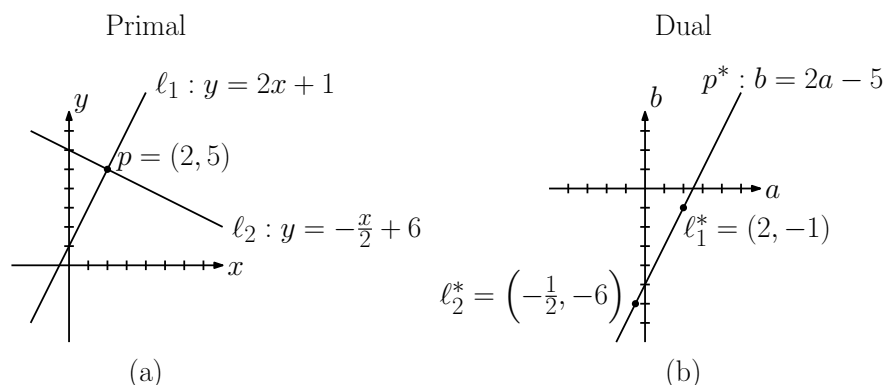 Primal
ℓ₁ : y = 2x + 1
y
p = (2, 5)
ℓ₂ : y = −x/2 + 6
x
(a)
Dual
p* : b = 2a − 5
b
a
ℓ₁* = (2, −1)
ℓ₂* = (−1/2, −6)
(b)